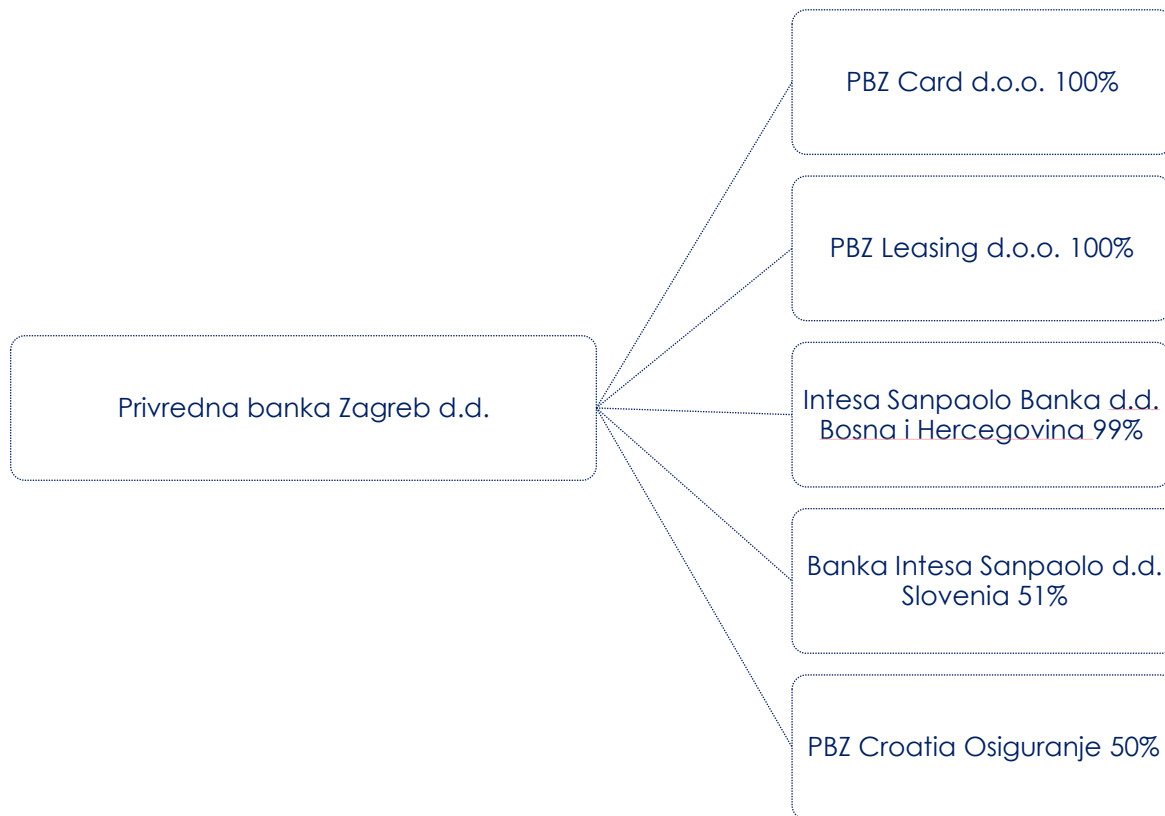 PBZ Card d.o.o. 100%
PBZ Leasing d.o.o. 100%
Privredna banka Zagreb d.d.
Intesa Sanpaolo Banka d.d.
Bosna i Hercegovina 99%
Banka Intesa Sanpaolo d.d.
Slovenia 51%
PBZ Croatia Osiguranje 50%